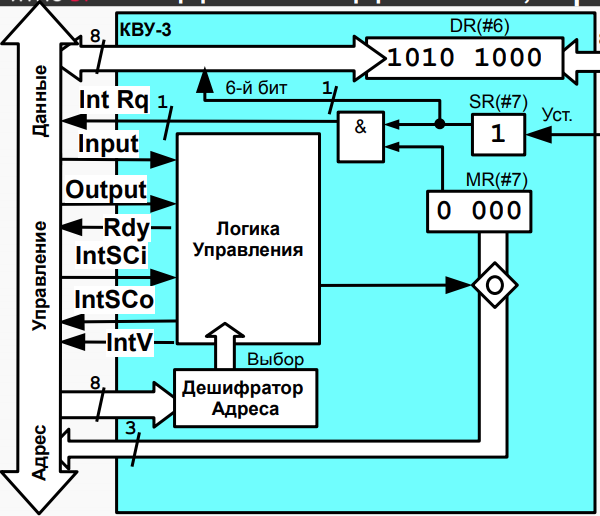 КВУ-3
DR(#6)
8
1010 1000
6-й бит
1
Int Rq
1
SR(#7)
1
Уст.
&
Данные
Input
MR(#7)
0 000
Output
Логика
Управления
Rdy
IntSCi
Управление
IntSCo
IntV
Выбор
8
Дешифратор
Адреса
Адрес
3